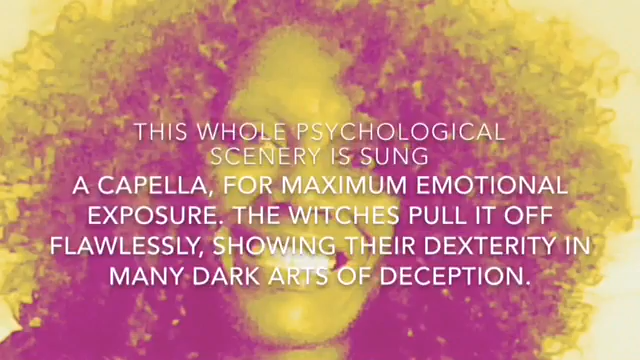 THIS WHOLE PSYCHOLOGICAL
SCENERY IS SUNG
A CAPELLA, FOR MAXIMUM EMOTIONAL
EXPOSURE. THE WITCHES PULL IT OFF
FLAWLESSLY, SHOWING THEIR DEXTERITY IN
MANY DARK ARTS OF DECEPTION.